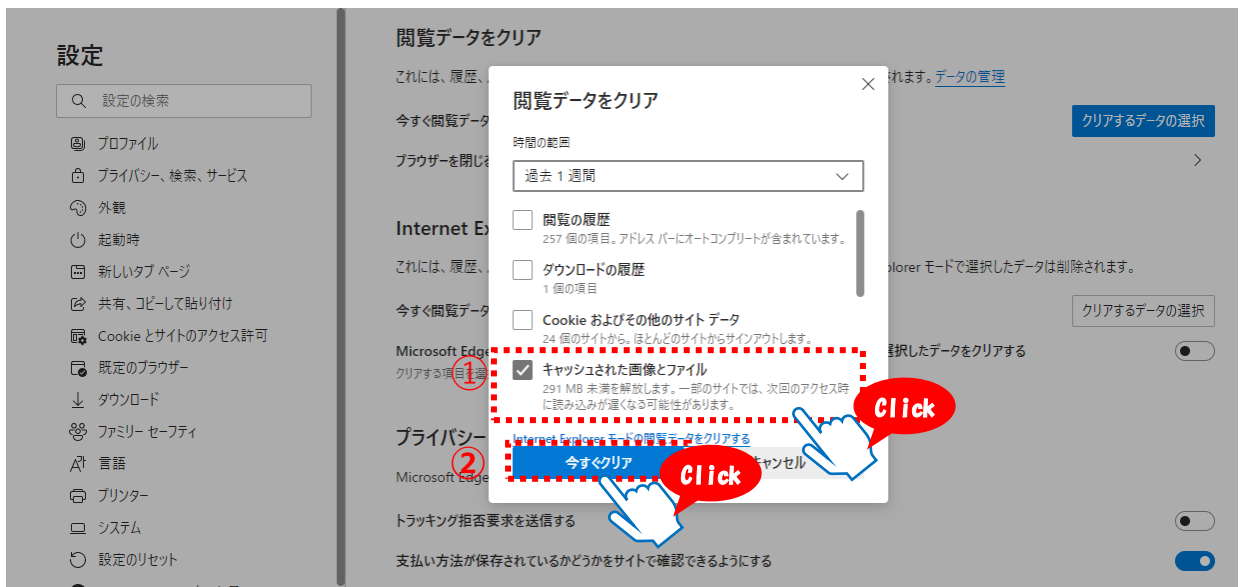 設定
設定の検索
プロファイル
プライバシー、検索、サービス
外観
起動時
新しいタブ ページ
共有、コピーして貼り付け
Cookie とサイトのアクセス許可
既定のブラウザー
ダウンロード
ファミリー セーフティ
言語
プリンター
システム
設定のリセット
閲覧データをクリア
これには、履歴、
されます。データの管理
今すぐ閲覧データ
クリアするデータの選択
ブラウザーを閉じる
Internet Ex
これには、履歴、
plorer モードで選択したデータは削除されます。
今すぐ閲覧データ
クリアするデータの選択
Microsoft Edge
選択したデータをクリアする
クリアする項目を選
プライバシー
Microsoft Edge
トラッキング拒否要求を送信する
支払い方法が保存されているかどうかをサイトで確認できるようにする
閲覧データをクリア
時間の範囲
過去 1 週間
閲覧の履歴
257 個の項目。アドレス バーにオートコンプリートが含まれています。
ダウンロードの履歴
1 個の項目
Cookie およびその他のサイト データ
24 個のサイトから。ほとんどのサイトからサインアウトします。
①
キャッシュされた画像とファイル
291 MB 未満を解放します。一部のサイトでは、次回のアクセス時
に読み込みが遅くなる可能性があります。
Click
Internet Explorer モードの閲覧データをクリアする
②
今すぐクリア
Click
キャンセル